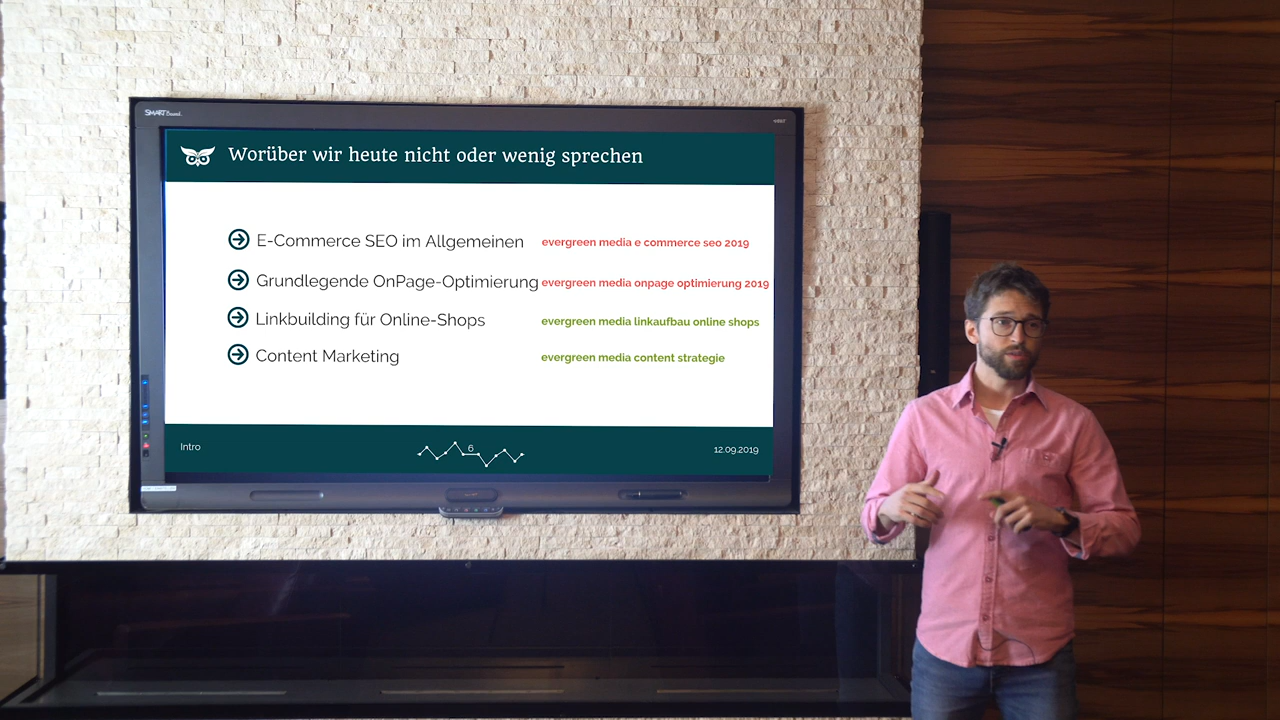 SMART Board
Worüber wir heute nicht oder wenig sprechen
E-Commerce SEO im Allgemeinen evergreen media e commerce seo 2019
Grundlegende OnPage-Optimierung evergreen media onpage optimierung 2019
Linkbuilding für Online-Shops evergreen media linkaufbau online shops
Content Marketing evergreen media content strategie
Intro 6 12.09.2019